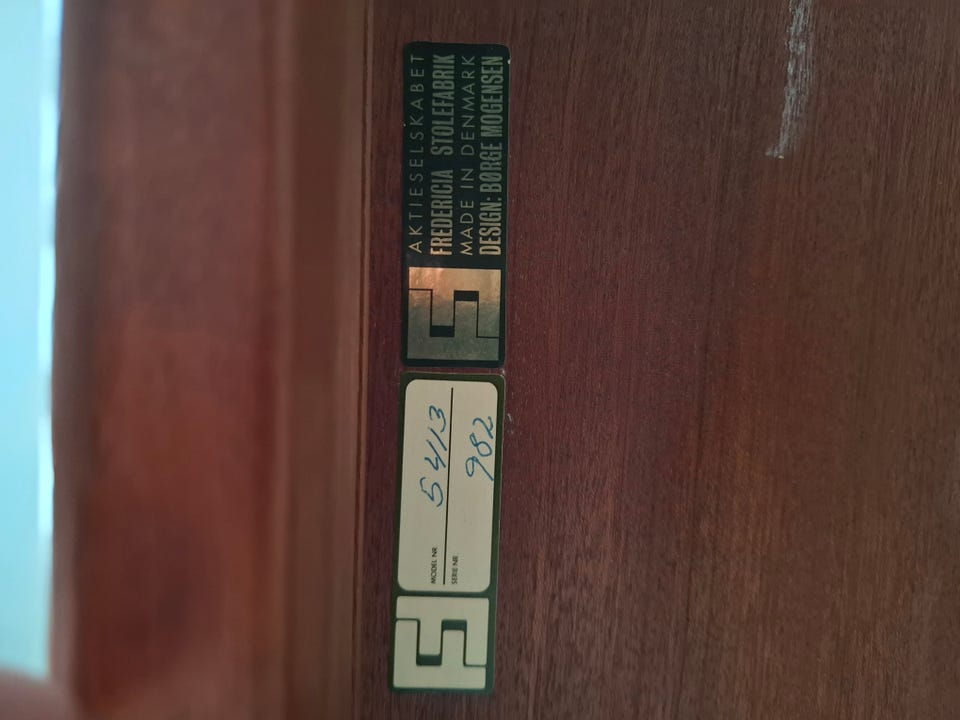 AKTIESELSKABET
FREDERICIA STOLEFABRIK
MADE IN DENMARK
DESIGN: BØRGE MOGENSEN
MODEL NR. 5413
SERIE NR. 982